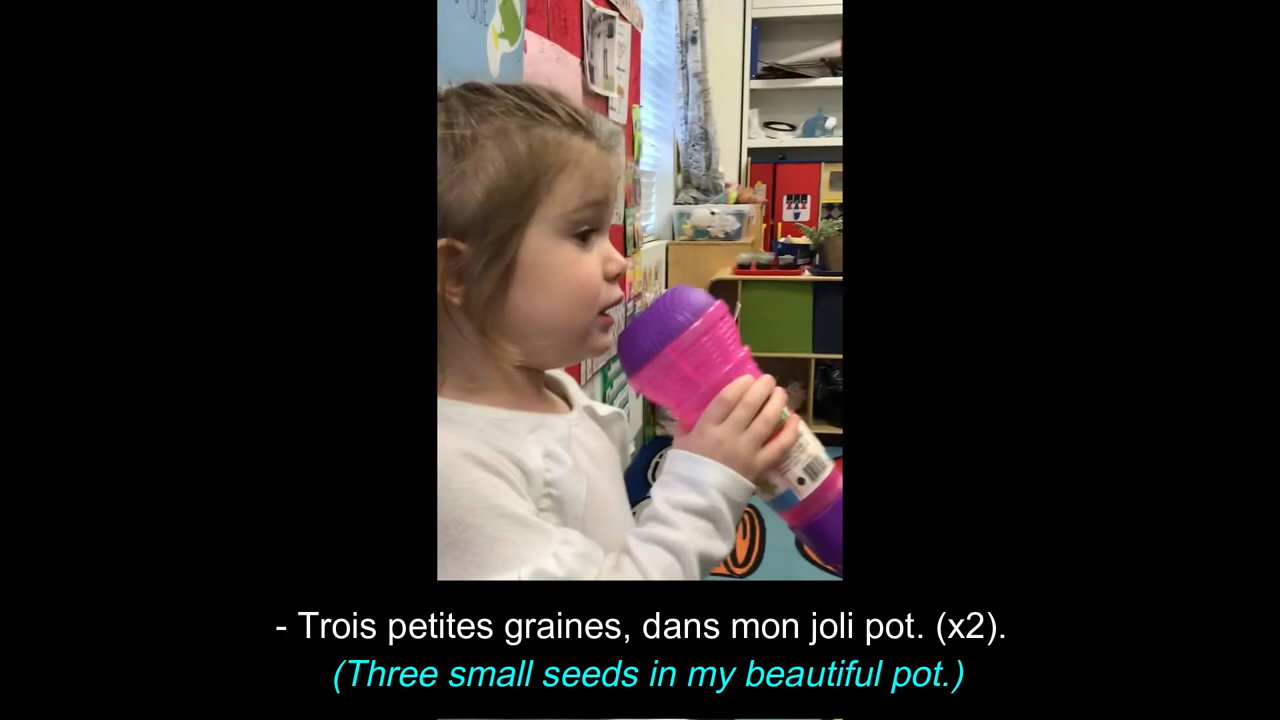 - Trois petites graines, dans mon joli pot. (x2).
(Three small seeds in my beautiful pot.)